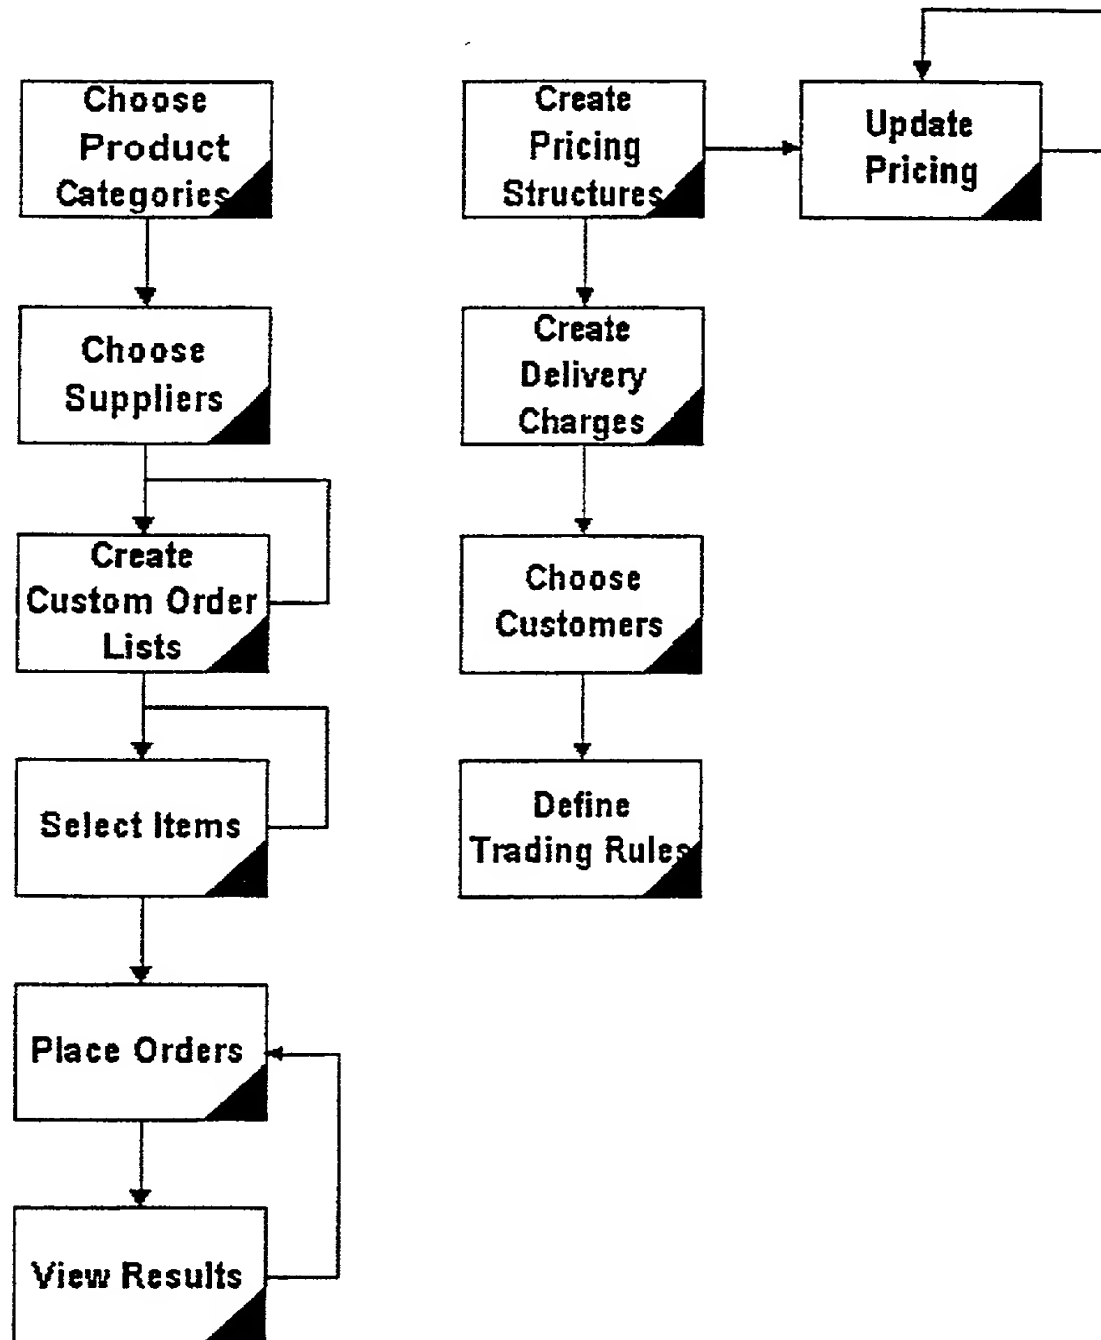 Choose
Product
Categories
Choose
Suppliers
Create
Custom Order
Lists
Select Items
Place Orders
View Results
Create
Pricing
Structures
Create
Delivery
Charges
Choose
Customers
Define
Trading Rules
Update
Pricing